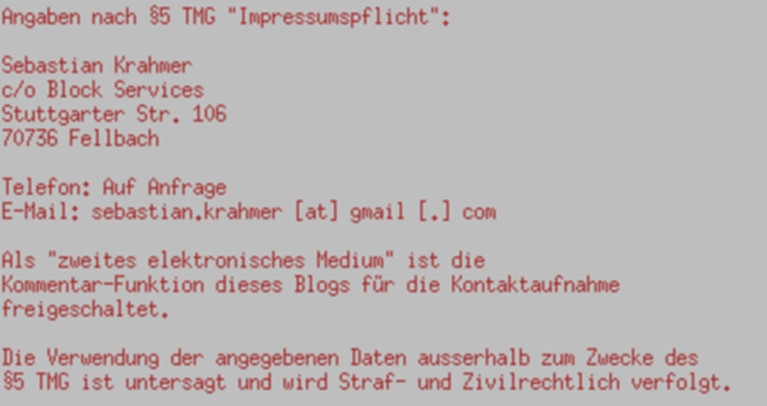 Angaben nach §5 TMG "Impressumspflicht":
Sebastian Krahmer
c/o Block Services
Stuttgarter Str. 106
70736 Fellbach
Telefon: Auf Anfrage
E-Mail: sebastian.krahmer [at] gmail [.] com
Als "zweites elektronisches Medium" ist die
Kommentar-Funktion dieses Blogs für die Kontaktaufnahme
freigeschaltet.
Die Verwendung der angegebenen Daten ausserhalb zum Zwecke des
§5 TMG ist untersagt und wird Straf- und Zivilrechtlich verfolgt.